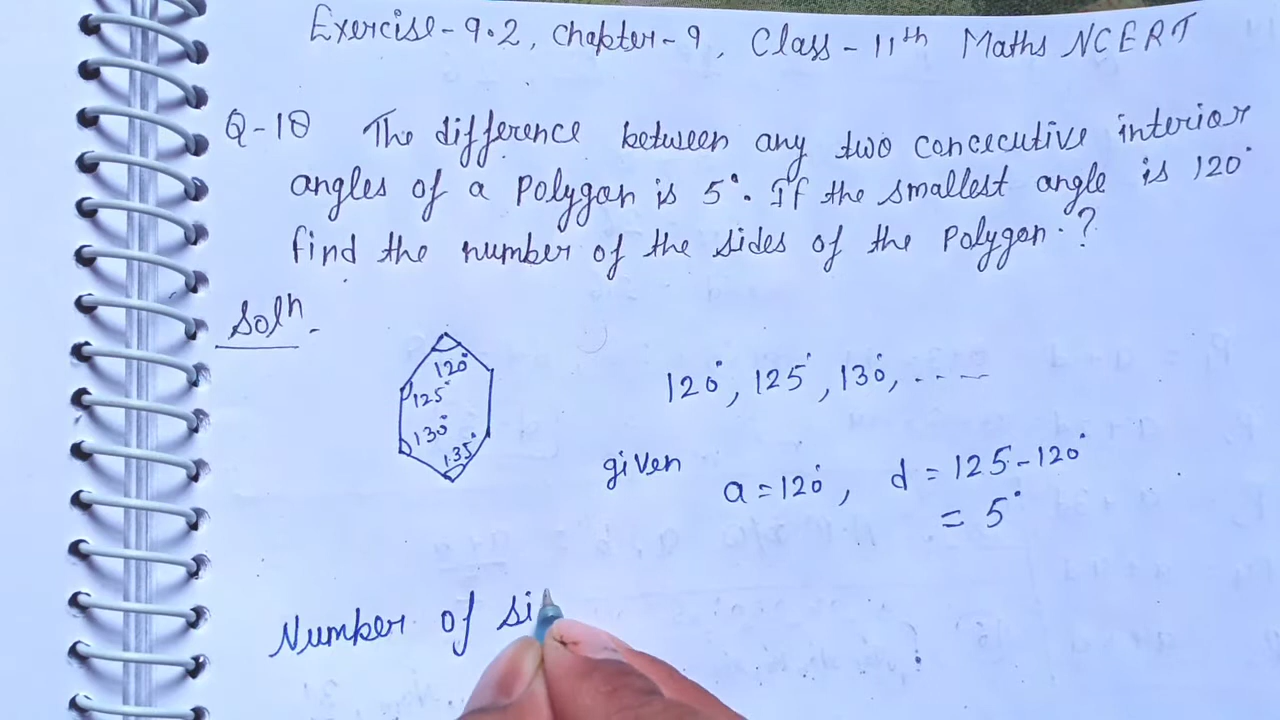 Exercise-9.2, Chapter-9, Class-11th Maths NCERT
Q-18 The difference between any two concecutive interior
angles of a polygon is 5°. If the smallest angle is 120°
find the number of the sides of the polygon.?
Solⁿ.
120°
125°
130°
135°
120°, 125°, 130°, .....
given a = 120°, d = 125-120°
= 5°
Number of si